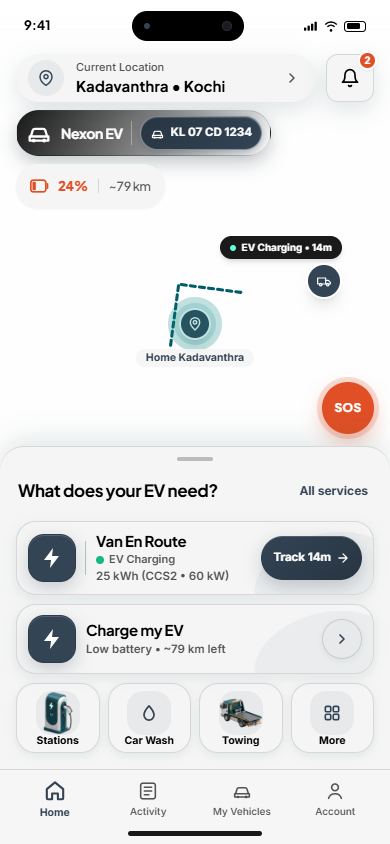 9:41
Current Location
Kadavanthra • Kochi
2
Nexon EV
KL 07 CD 1234
24%
~79 km
EV Charging • 14m
Home Kadavanthra
SOS
What does your EV need?
All services
Van En Route
EV Charging
25 kWh (CCS2 • 60 kW)
Track 14m →
Charge my EV
Low battery • ~79 km left
Stations
Car Wash
Towing
More
Home
Activity
My Vehicles
Account